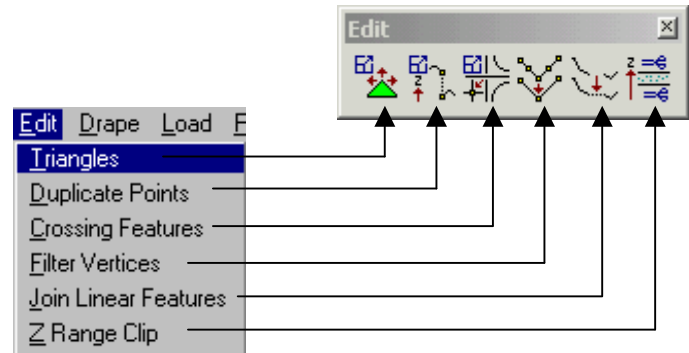 Edit
Edit Drape Load F
Triangles
Duplicate Points
Crossing Features
Filter Vertices
Join Linear Features
Z Range Clip